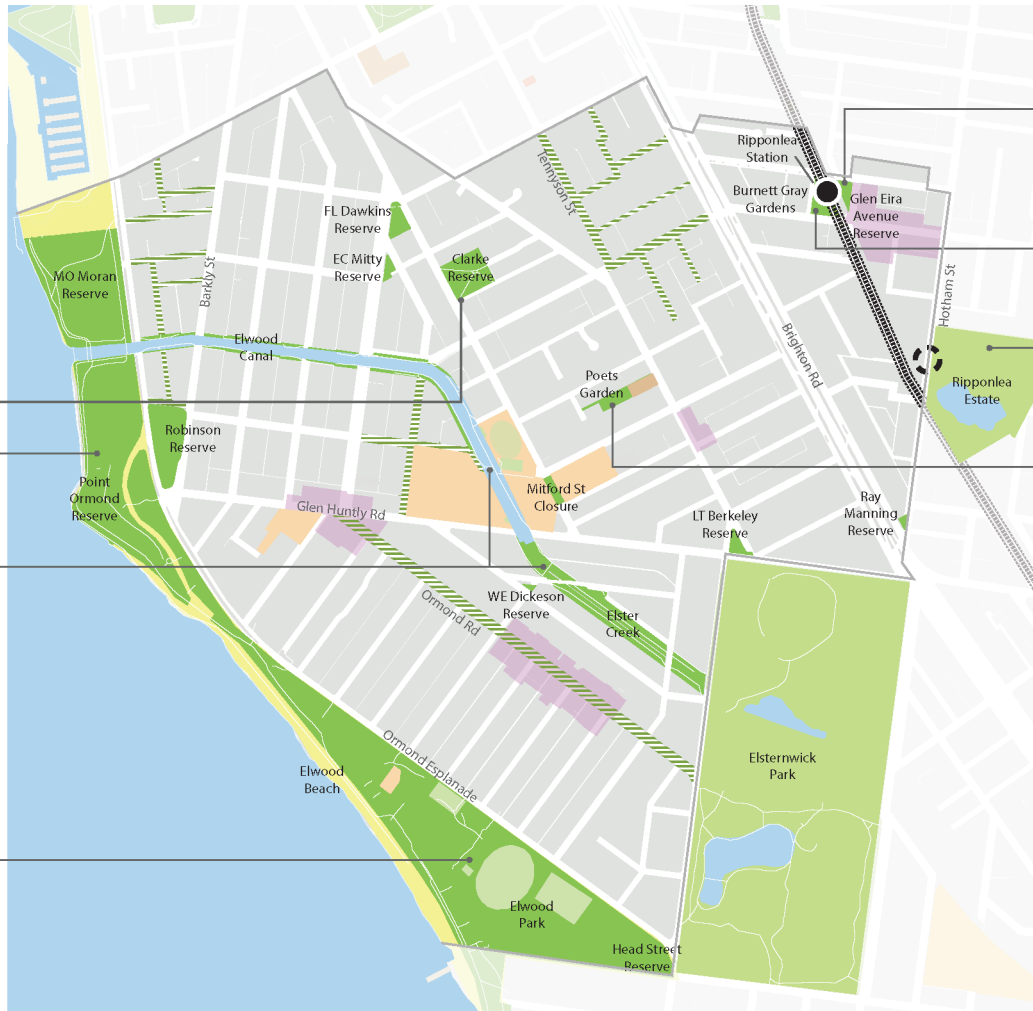 Ripponlea
Station
Tennyson St
Burnett Gray
Gardens
Glen Eira
Avenue
Reserve
FL Dawkins
Reserve
EC Mitty
Reserve
Clarke
Reserve
MO Moran
Reserve
Barkly St
Hotham St
Elwood
Canal
Brighton Rd
Poets
Garden
Ripponlea
Estate
Robinson
Reserve
Point
Ormond
Reserve
Mitford St
Closure
Glen Huntly Rd
LT Berkeley
Reserve
Ray
Manning
Reserve
WE Dickeson
Reserve
Ormond Rd
Elster
Creek
Ormond Esplanade
Elwood
Beach
Elsternwick
Park
Elwood
Park
Head Street
Reserve